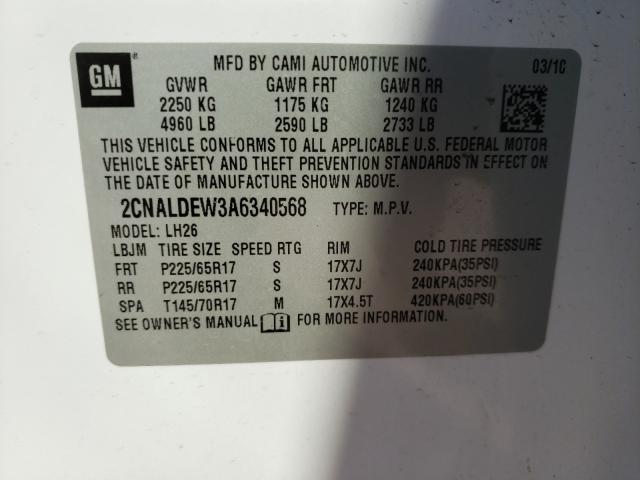 GM
MFD BY CAMI AUTOMOTIVE INC. 03/10
GVWR GAWR FRT GAWR RR
2250 KG 1175 KG 1240 KG
4960 LB 2590 LB 2733 LB
THIS VEHICLE CONFORMS TO ALL APPLICABLE U.S. FEDERAL MOTOR
VEHICLE SAFETY AND THEFT PREVENTION STANDARDS IN EFFECT ON
THE DATE OF MANUFACTURE SHOWN ABOVE.
2CNALDEW3A6340568 TYPE: M.P.V.
MODEL: LH26
LBJM TIRE SIZE SPEED RTG RIM COLD TIRE PRESSURE
FRT P225/65R17 S 17X7J 240KPA(35PSI)
RR P225/65R17 S 17X7J 240KPA(35PSI)
SPA T145/70R17 M 17X4.5T 420KPA(60PSI)
SEE OWNER'S MANUAL FOR MORE INFORMATION.